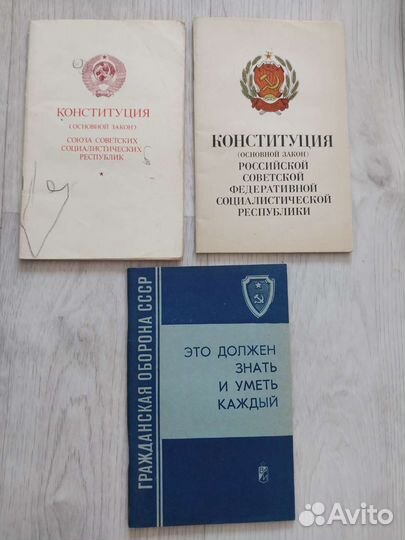 КОНСТИТУЦИЯ
(ОСНОВНОЙ ЗАКОН)
СОЮЗА СОВЕТСКИХ
СОЦИАЛИСТИЧЕСКИХ
РЕСПУБЛИК
КОНСТИТУЦИЯ
(ОСНОВНОЙ ЗАКОН)
РОССИЙСКОЙ
СОВЕТСКОЙ
ФЕДЕРАТИВНОЙ
СОЦИАЛИСТИЧЕСКОЙ
РЕСПУБЛИКИ
ГРАЖДАНСКАЯ ОБОРОНА СССР
ЭТО ДОЛЖЕН
ЗНАТЬ
И УМЕТЬ
КАЖДЫЙ
Avito